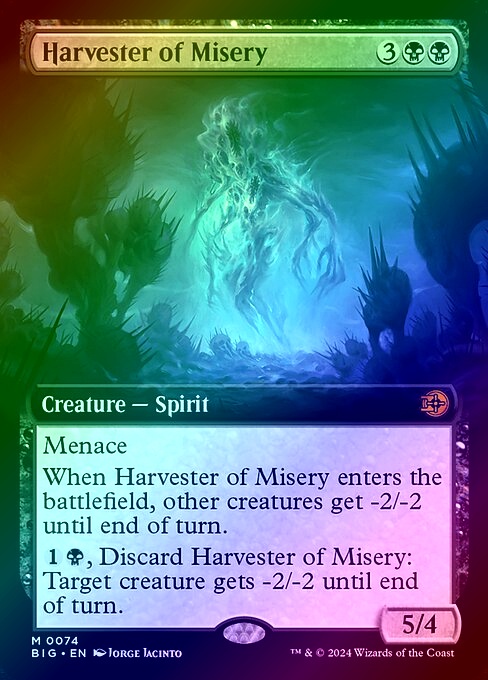 Harvester of Misery 3
Creature — Spirit
Menace
When Harvester of Misery enters the
battlefield, other creatures get -2/-2
until end of turn.
1 , Discard Harvester of Misery:
Target creature gets -2/-2 until end
of turn.
5/4
M 0074
BIG • EN Jorge Jacinto
™ & © 2024 Wizards of the Coast